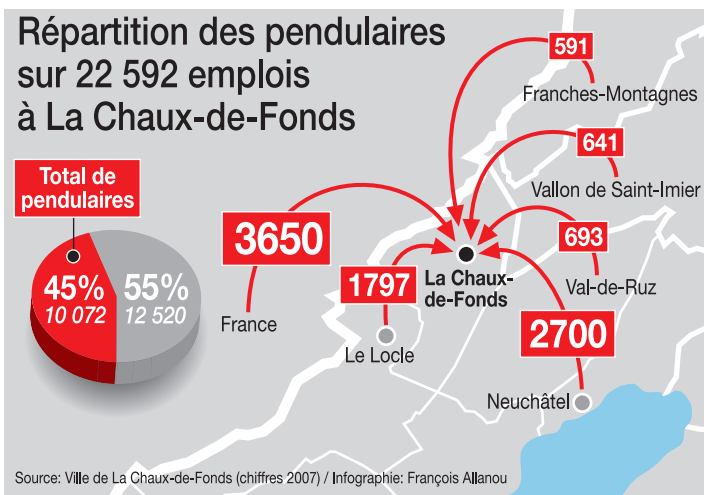 Répartition des pendulaires
sur 22 592 emplois
à La Chaux-de-Fonds
591
Franches-Montagnes
641
Vallon de Saint-Imier
Total de
pendulaires
3650
693
45%
55%
10 072
12 520
1797
La Chaux-
de-Fonds
Val-de-Ruz
France
2700
Le Locle
Neuchâtel
Source: Ville de La Chaux-de-Fonds (chiffres 2007) / Infographie: François Allanou